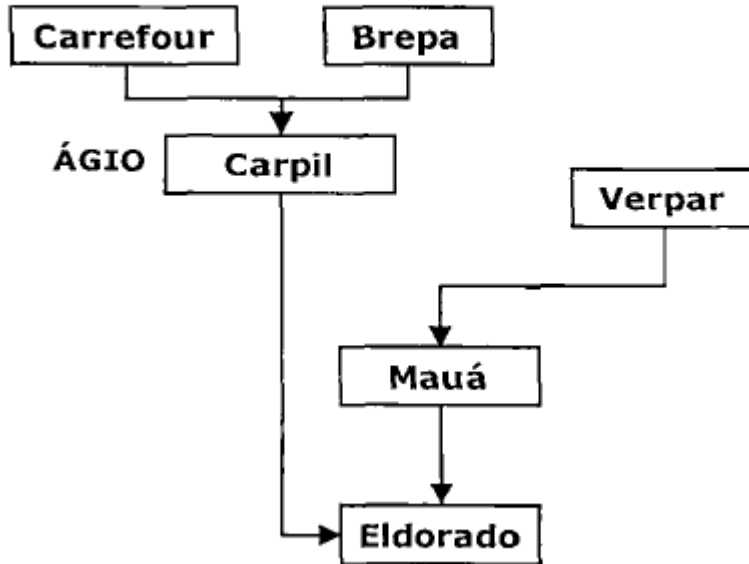 Carrefour
Brepa
ÁGIO
Carpil
Verpar
Mauá
Eldorado